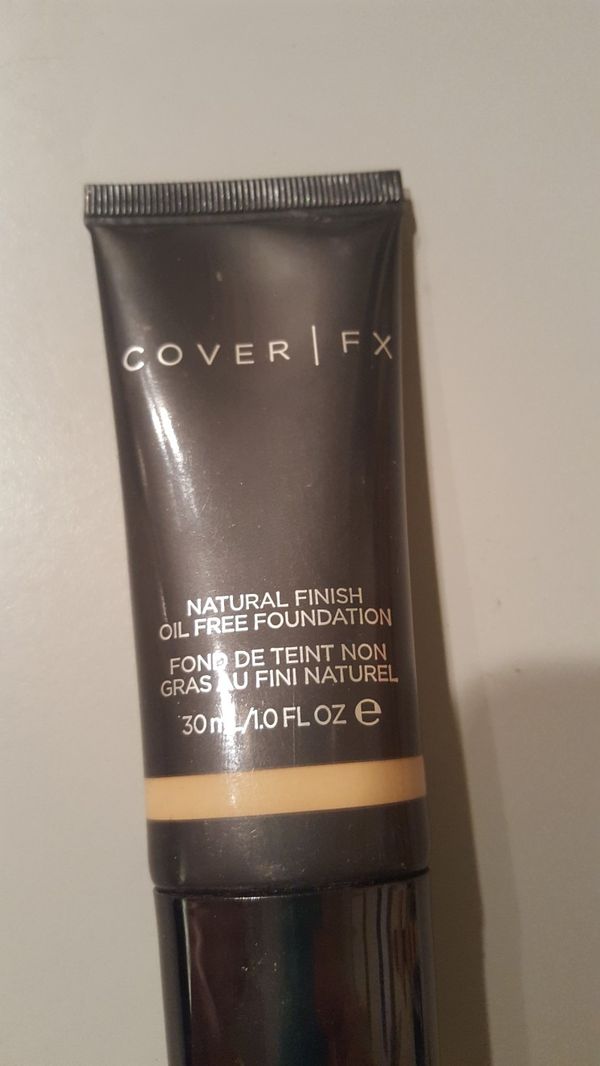 COVER | FX
NATURAL FINISH
OIL FREE FOUNDATION
FOND DE TEINT NON
GRAS AU FINI NATUREL
30 mL/1.0 FL OZ ℮